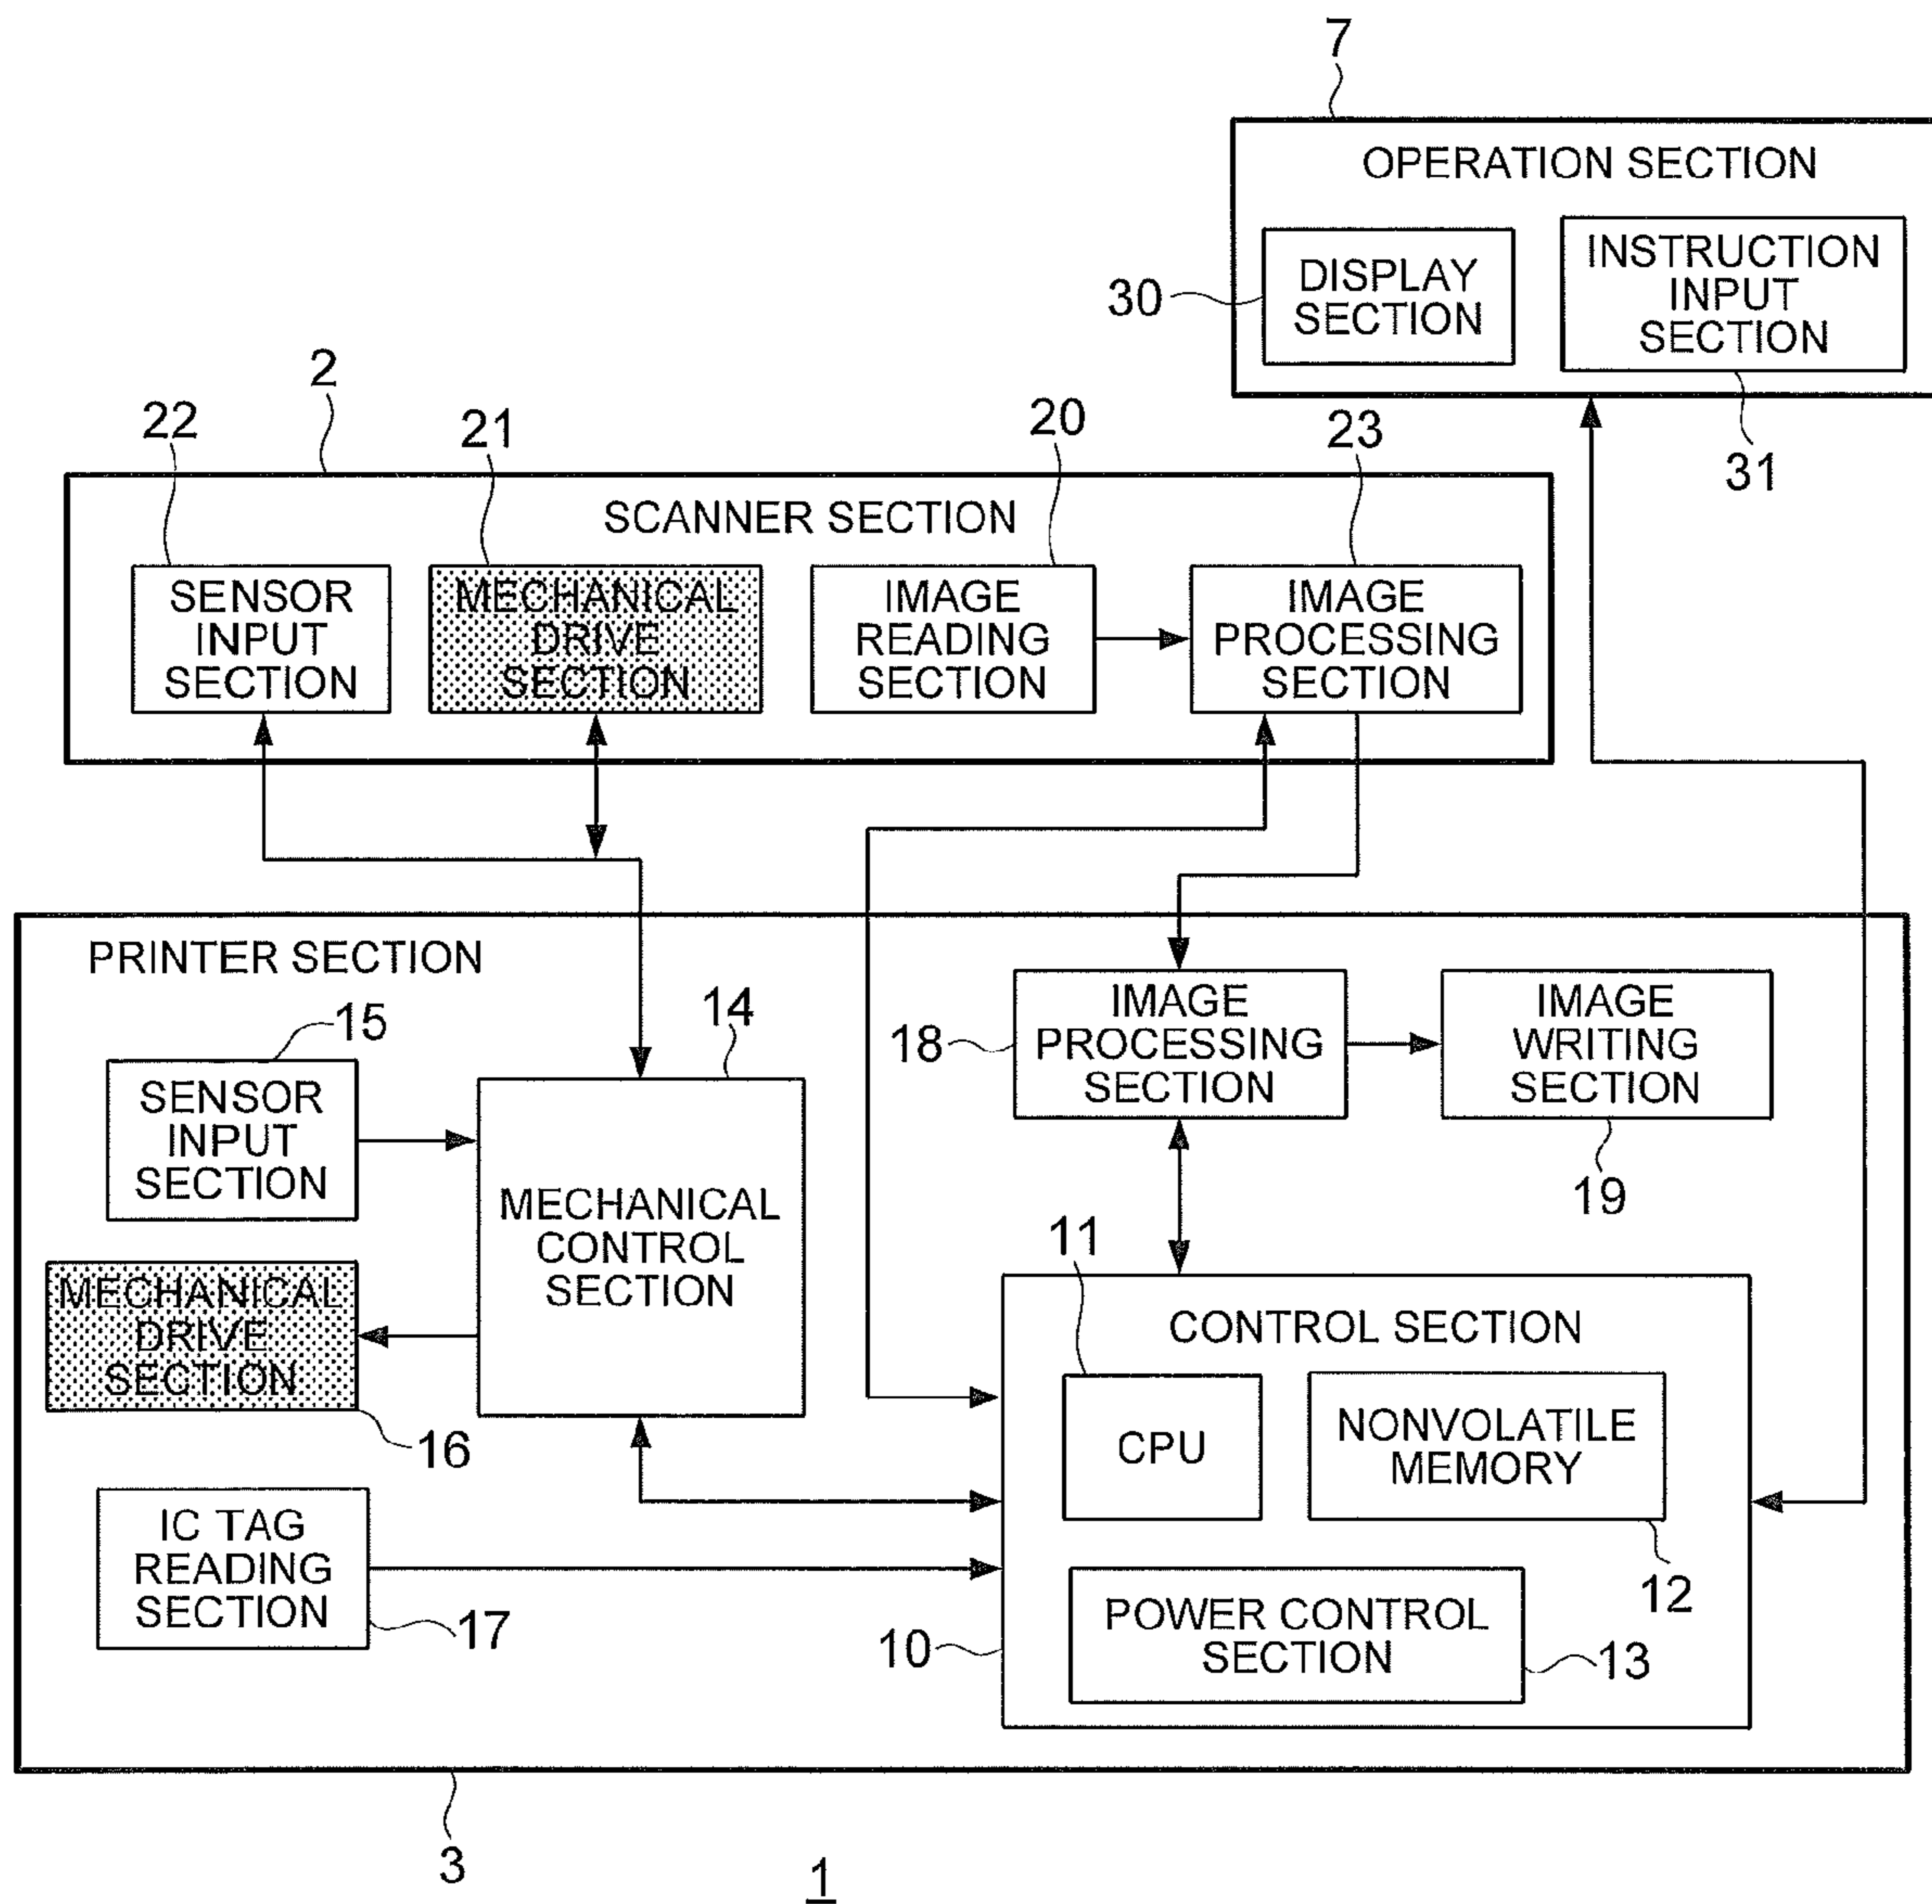 7
OPERATION SECTION
DISPLAY
SECTION
30
INSTRUCTION
INPUT
SECTION
31
2
22
21
20
23
SCANNER SECTION
SENSOR
INPUT
SECTION
MECHANICAL
DRIVE
SECTION
IMAGE
READING
SECTION
IMAGE
PROCESSING
SECTION
PRINTER SECTION
15
SENSOR
INPUT
SECTION
14
MECHANICAL
CONTROL
SECTION
18
IMAGE
PROCESSING
SECTION
IMAGE
WRITING
SECTION
19
MECHANICAL
DRIVE
SECTION
16
IC TAG
READING
SECTION
17
11
CONTROL SECTION
CPU
NONVOLATILE
MEMORY
12
10
POWER CONTROL
SECTION
13
3
1